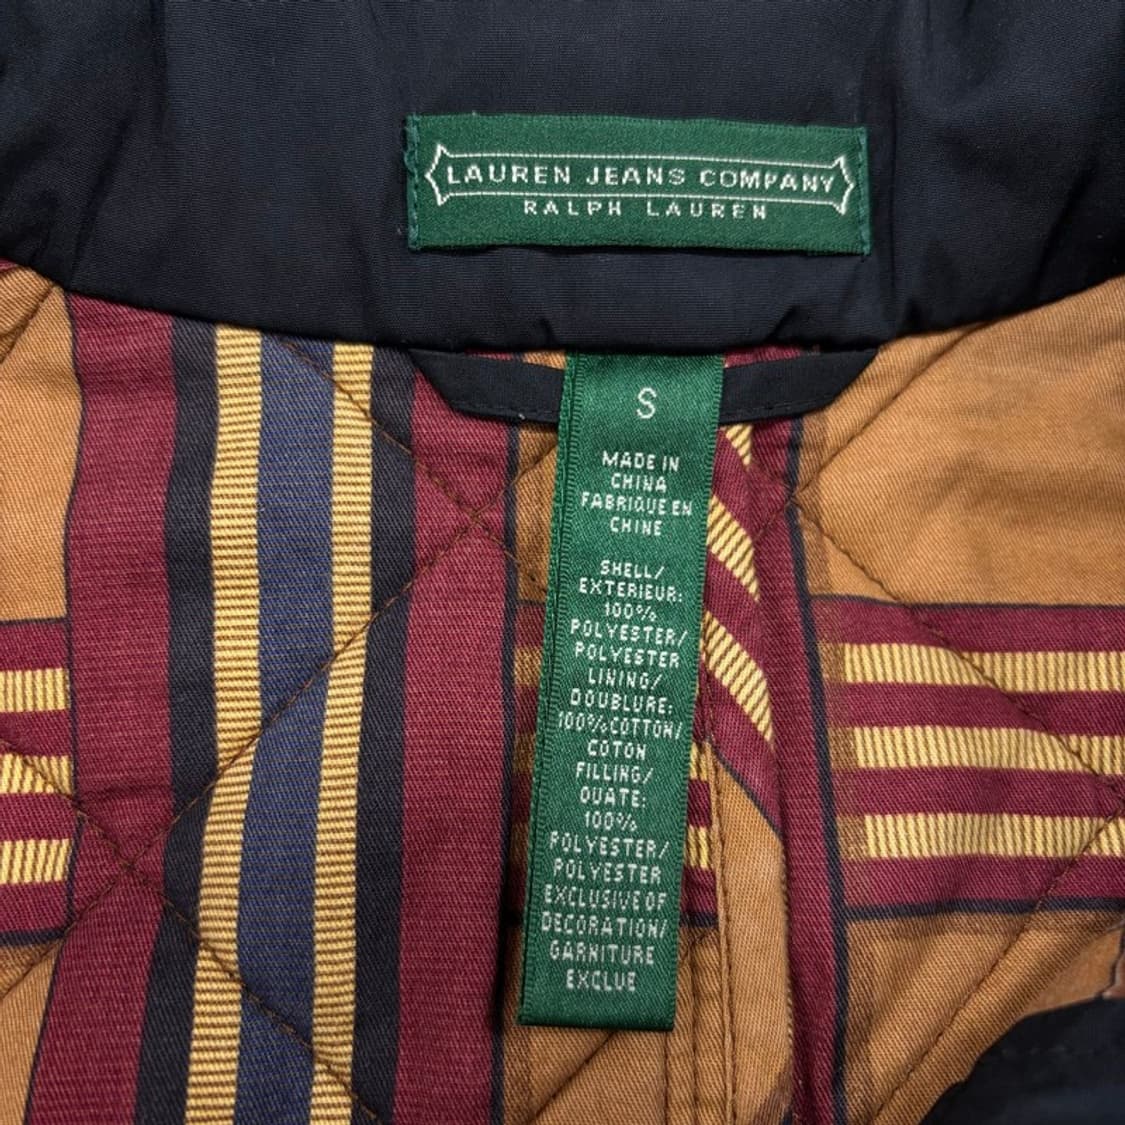 LAUREN JEANS COMPANY
RALPH LAUREN
S
MADE IN
CHINA
FABRIQUE EN
CHINE
SHELL/
EXTERIEUR:
100%
POLYESTER/
POLYESTER
LINING/
DOUBLURE:
100%COTTON/
COTON
FILLING/
OUATE:
100%
POLYESTER/
POLYESTER
EXCLUSIVE OF
DECORATION/
GARNITURE
EXCLUE